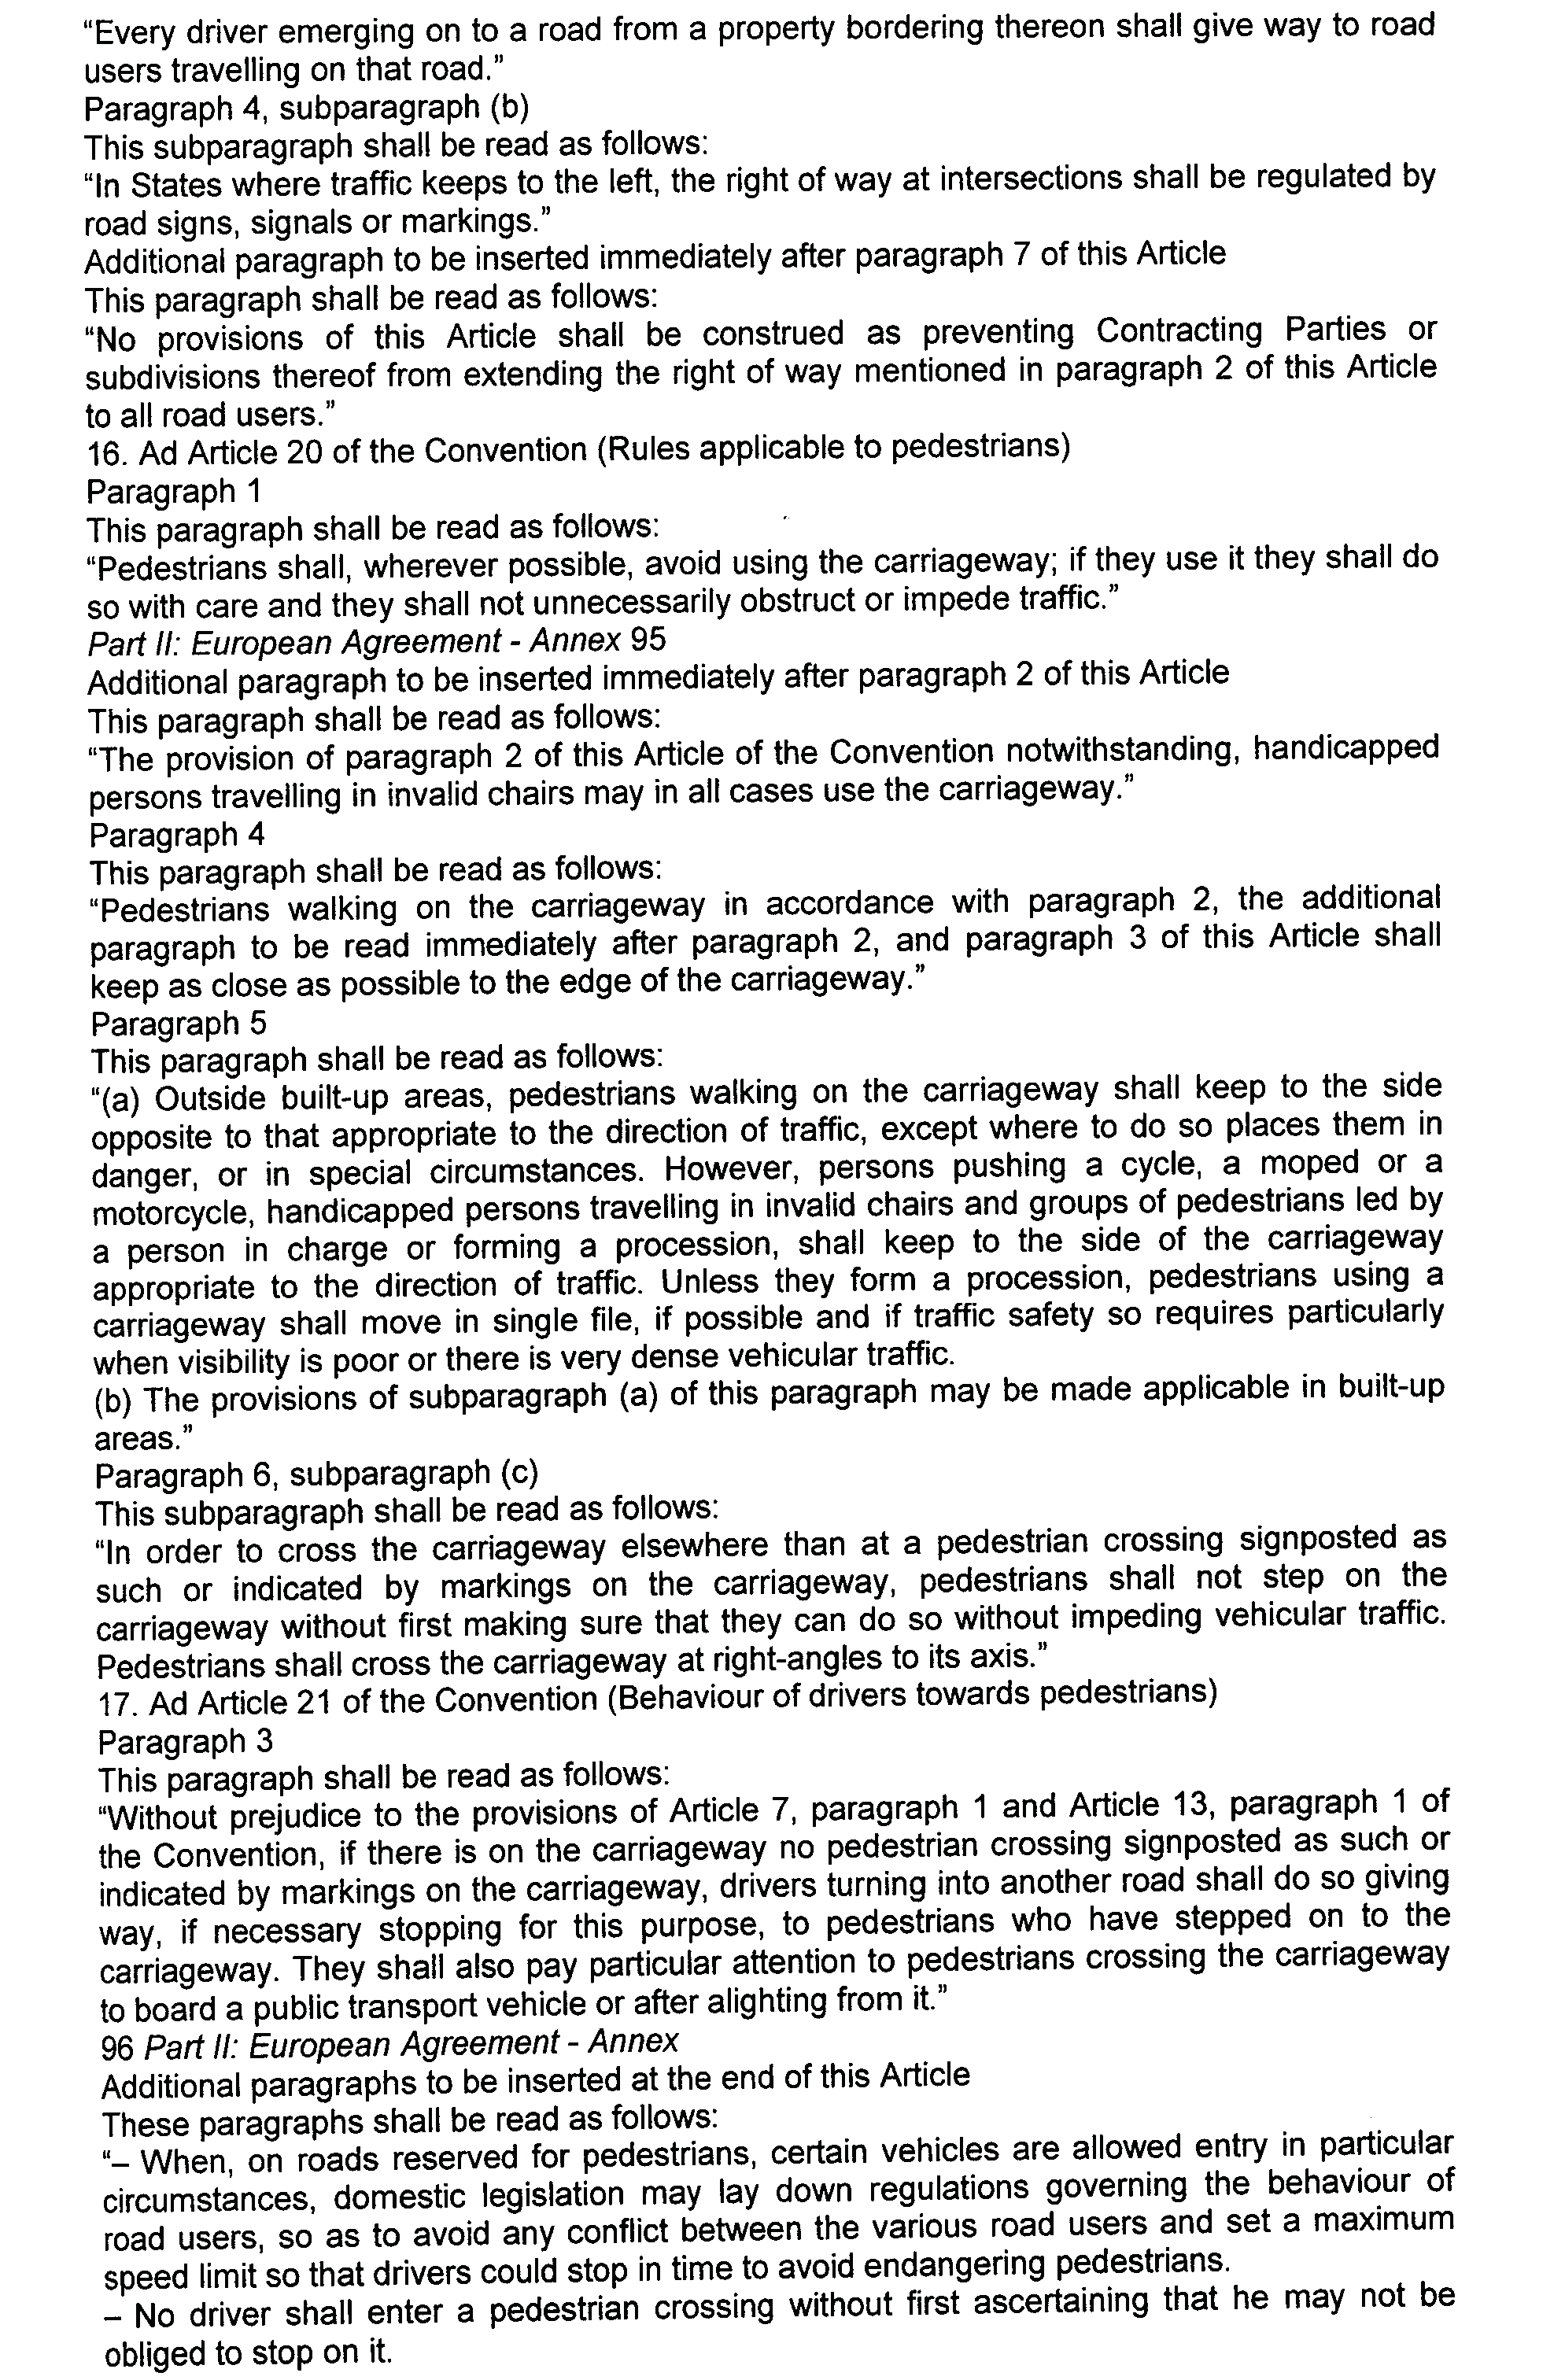 “Every driver emerging on to a road from a property bordering thereon shall give way to road
users travelling on that road.”
Paragraph 4, subparagraph (b)
This subparagraph shall be read as follows:
“In States where traffic keeps to the left, the right of way at intersections shall be regulated by
road signs, signals or markings.”
Additional paragraph to be inserted immediately after paragraph 7 of this Article
This paragraph shall be read as follows:
“No provisions of this Article shall be construed as preventing Contracting Parties or
subdivisions thereof from extending the right of way mentioned in paragraph 2 of this Article
to all road users.”
16. Ad Article 20 of the Convention (Rules applicable to pedestrians)
Paragraph 1
This paragraph shall be read as follows:
“Pedestrians shall, wherever possible, avoid using the carriageway; if they use it they shall do
so with care and they shall not unnecessarily obstruct or impede traffic.”
Part II: European Agreement - Annex 95
Additional paragraph to be inserted immediately after paragraph 2 of this Article
This paragraph shall be read as follows:
“The provision of paragraph 2 of this Article of the Convention notwithstanding, handicapped
persons travelling in invalid chairs may in all cases use the carriageway.”
Paragraph 4
This paragraph shall be read as follows:
“Pedestrians walking on the carriageway in accordance with paragraph 2, the additional
paragraph to be read immediately after paragraph 2, and paragraph 3 of this Article shall
keep as close as possible to the edge of the carriageway.”
Paragraph 5
This paragraph shall be read as follows:
“(a) Outside built-up areas, pedestrians walking on the carriageway shall keep to the side
opposite to that appropriate to the direction of traffic, except where to do so places them in
danger, or in special circumstances. However, persons pushing a cycle, a moped or a
motorcycle, handicapped persons travelling in invalid chairs and groups of pedestrians led by
a person in charge or forming a procession, shall keep to the side of the carriageway
appropriate to the direction of traffic. Unless they form a procession, pedestrians using a
carriageway shall move in single file, if possible and if traffic safety so requires particularly
when visibility is poor or there is very dense vehicular traffic.
(b) The provisions of subparagraph (a) of this paragraph may be made applicable in built-up
areas.”
Paragraph 6, subparagraph (c)
This subparagraph shall be read as follows:
“In order to cross the carriageway elsewhere than at a pedestrian crossing signposted as
such or indicated by markings on the carriageway, pedestrians shall not step on the
carriageway without first making sure that they can do so without impeding vehicular traffic.
Pedestrians shall cross the carriageway at right-angles to its axis.”
17. Ad Article 21 of the Convention (Behaviour of drivers towards pedestrians)
Paragraph 3
This paragraph shall be read as follows:
“Without prejudice to the provisions of Article 7, paragraph 1 and Article 13, paragraph 1 of
the Convention, if there is on the carriageway no pedestrian crossing signposted as such or
indicated by markings on the carriageway, drivers turning into another road shall do so giving
way, if necessary stopping for this purpose, to pedestrians who have stepped on to the
carriageway. They shall also pay particular attention to pedestrians crossing the carriageway
to board a public transport vehicle or after alighting from it.”
96 Part II: European Agreement - Annex
Additional paragraphs to be inserted at the end of this Article
These paragraphs shall be read as follows:
“– When, on roads reserved for pedestrians, certain vehicles are allowed entry in particular
circumstances, domestic legislation may lay down regulations governing the behaviour of
road users, so as to avoid any conflict between the various road users and set a maximum
speed limit so that drivers could stop in time to avoid endangering pedestrians.
– No driver shall enter a pedestrian crossing without first ascertaining that he may not be
obliged to stop on it.